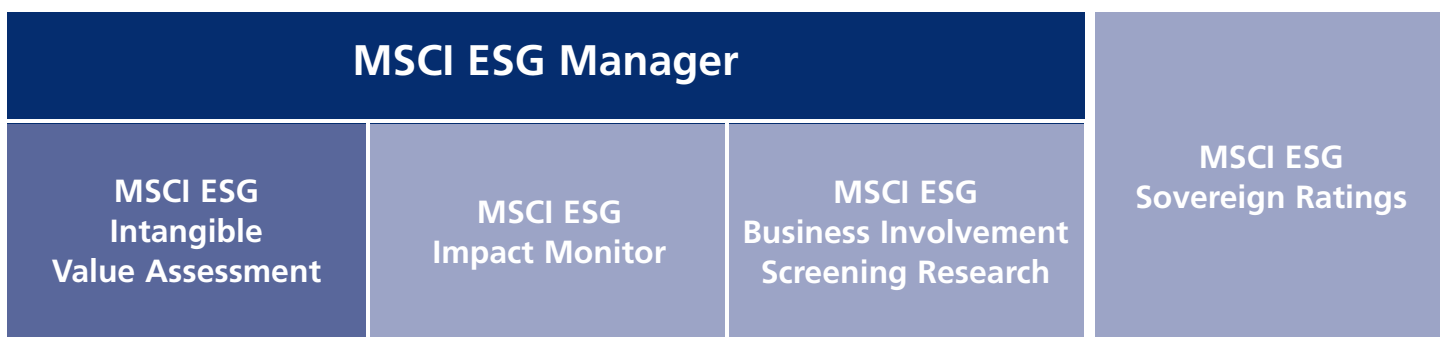 MSCI ESG Manager
MSCI ESG
Intangible
Value Assessment
MSCI ESG
Impact Monitor
MSCI ESG
Business Involvement
Screening Research
MSCI ESG
Sovereign Ratings